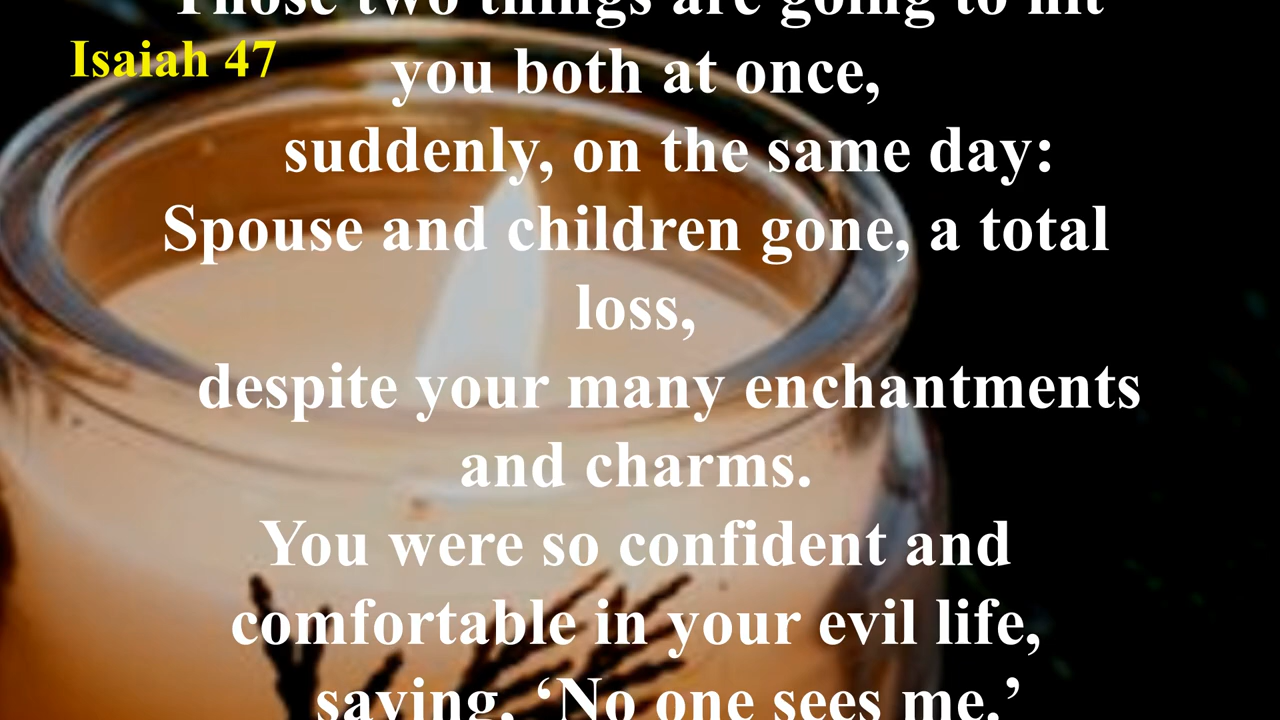 Those two things are going to hit
Isaiah 47
you both at once,
suddenly, on the same day:
Spouse and children gone, a total
loss,
despite your many enchantments
and charms.
You were so confident and
comfortable in your evil life,
saying, ‘No one sees me.’